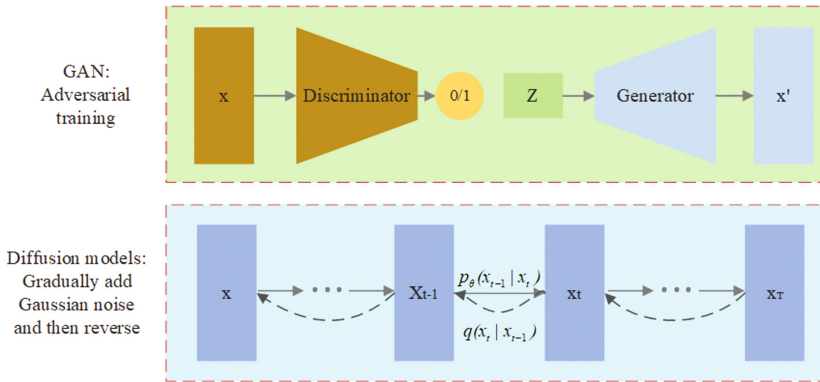 GAN:
Adversarial
training
x
Discriminator
0/1
Z
Generator
x'
Diffusion models:
Gradually add
Gaussian noise
and then reverse
x
Xt-1
pθ(xt-1 | xt)
q(xt | xt-1)
xt
xT